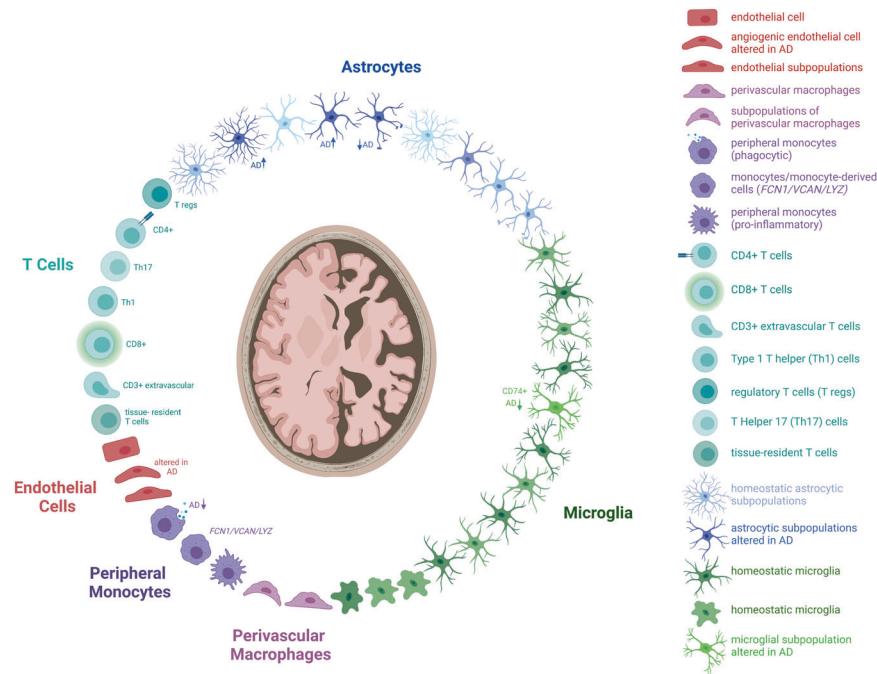 Astrocytes
AD
AD
AD
T regs
CD4+
T Cells
Th17
Th1
CD8+
CD3+ extravascular
tissue- resident
T cells
altered in
AD
Endothelial
Cells
AD
FCN1/VCAN/LYZ
Peripheral
Monocytes
Perivascular
Macrophages
CD74+
AD
Microglia
endothelial cell
angiogenic endothelial cell
altered in AD
endothelial subpopulations
perivascular macrophages
subpopulations of
perivascular macrophages
peripheral monocytes
(phagocytic)
monocytes/monocyte-derived
cells (FCN1/VCAN/LYZ)
peripheral monocytes
(pro-inflammatory)
CD4+ T cells
CD8+ T cells
CD3+ extravascular T cells
Type 1 T helper (Th1) cells
regulatory T cells (T regs)
T Helper 17 (Th17) cells
tissue-resident T cells
homeostatic astrocytic
subpopulations
astrocytic subpopulations
altered in AD
homeostatic microglia
homeostatic microglia
microglial subpopulation
altered in AD